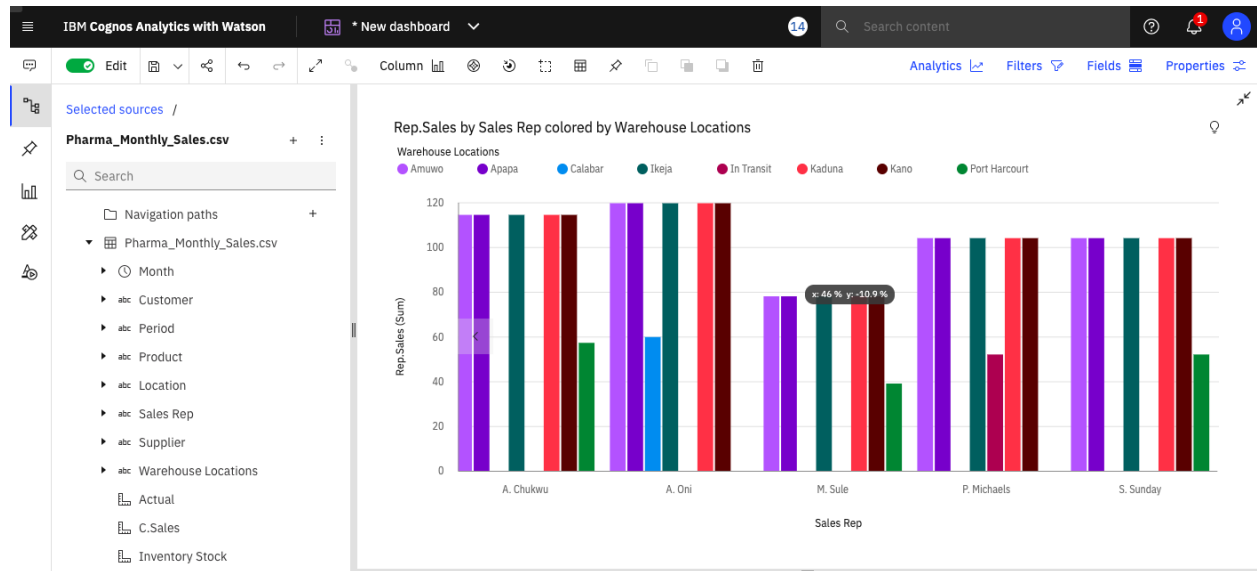 IBM Cognos Analytics with Watson
* New dashboard
14
Search content
1
Edit
Column
Analytics
Filters
Fields
Properties
Selected sources /
Pharma_Monthly_Sales.csv
Search
Navigation paths
Pharma_Monthly_Sales.csv
Month
abc Customer
abc Period
abc Product
abc Location
abc Sales Rep
abc Supplier
abc Warehouse Locations
Actual
C.Sales
Inventory Stock
Rep.Sales by Sales Rep colored by Warehouse Locations
Warehouse Locations
Amuwo Apapa Calabar Ikeja In Transit Kaduna Kano Port Harcourt
Rep.Sales (Sum)
120
100
80
60
40
20
0
x: 46 % y: -10.9 %
A. Chukwu A. Oni M. Sule P. Michaels S. Sunday
Sales Rep